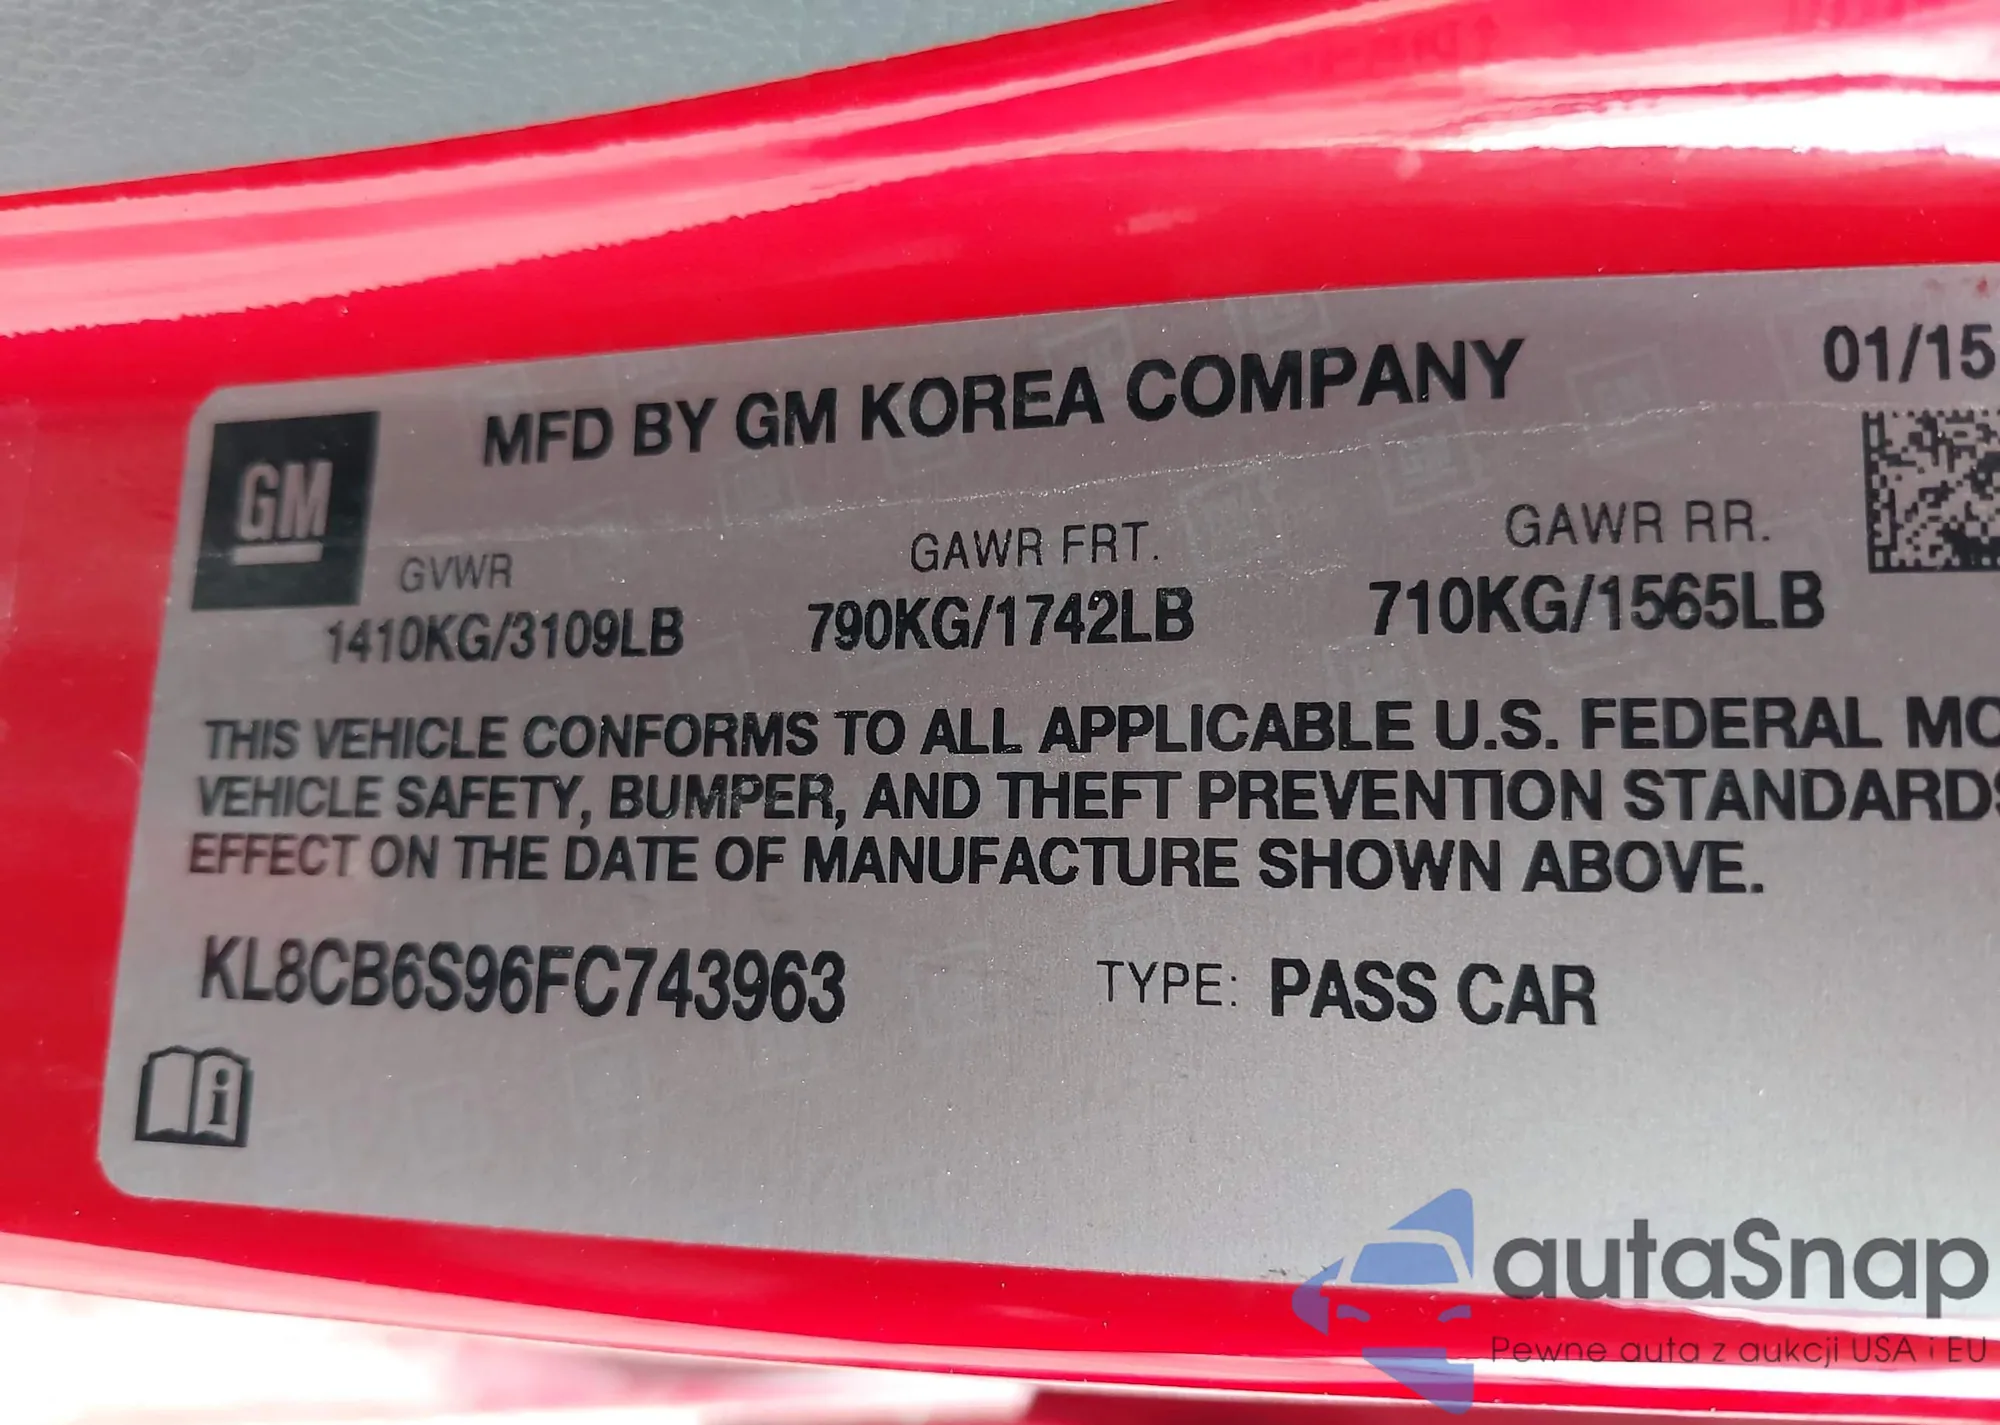 MFD BY GM KOREA COMPANY
01/15
GM
GVWR
GAWR FRT.
GAWR RR.
1410KG/3109LB
790KG/1742LB
710KG/1565LB
THIS VEHICLE CONFORMS TO ALL APPLICABLE U.S. FEDERAL MO
VEHICLE SAFETY, BUMPER, AND THEFT PREVENTION STANDARDS
EFFECT ON THE DATE OF MANUFACTURE SHOWN ABOVE.
KL8CB6S96FC743963
TYPE: PASS CAR
i
autaSnap
Pewne auta z aukcji USA i EU